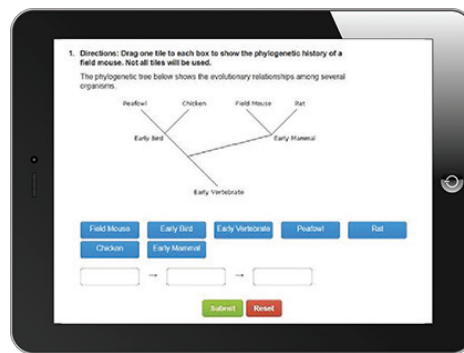 1. Directions: Drag one tile to each box to show the phylogenetic history of a
field mouse. Not all tiles will be used.
The phylogenetic tree below shows the evolutionary relationships among several
organisms.
Peafowl Chicken Field Mouse Rat
Early Bird Early Mammal
Early Vertebrate
Field Mouse Early Bird Early Vertebrate Peafowl Rat
Chicken Early Mammal
→ →
Submit Reset